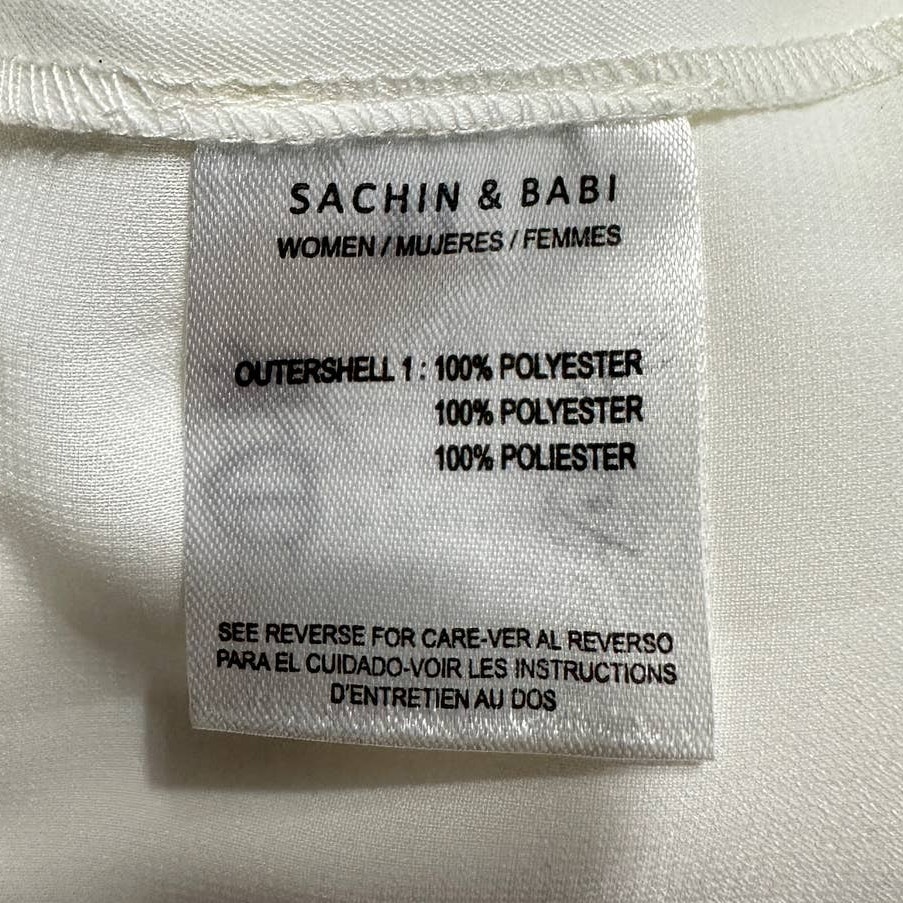 SACHIN & BABI
WOMEN / MUJERES / FEMMES
OUTERSHELL 1 : 100% POLYESTER
100% POLYESTER
100% POLIESTER
SEE REVERSE FOR CARE-VER AL REVERSO
PARA EL CUIDADO-VOIR LES INSTRUCTIONS
D'ENTRETIEN AU DOS